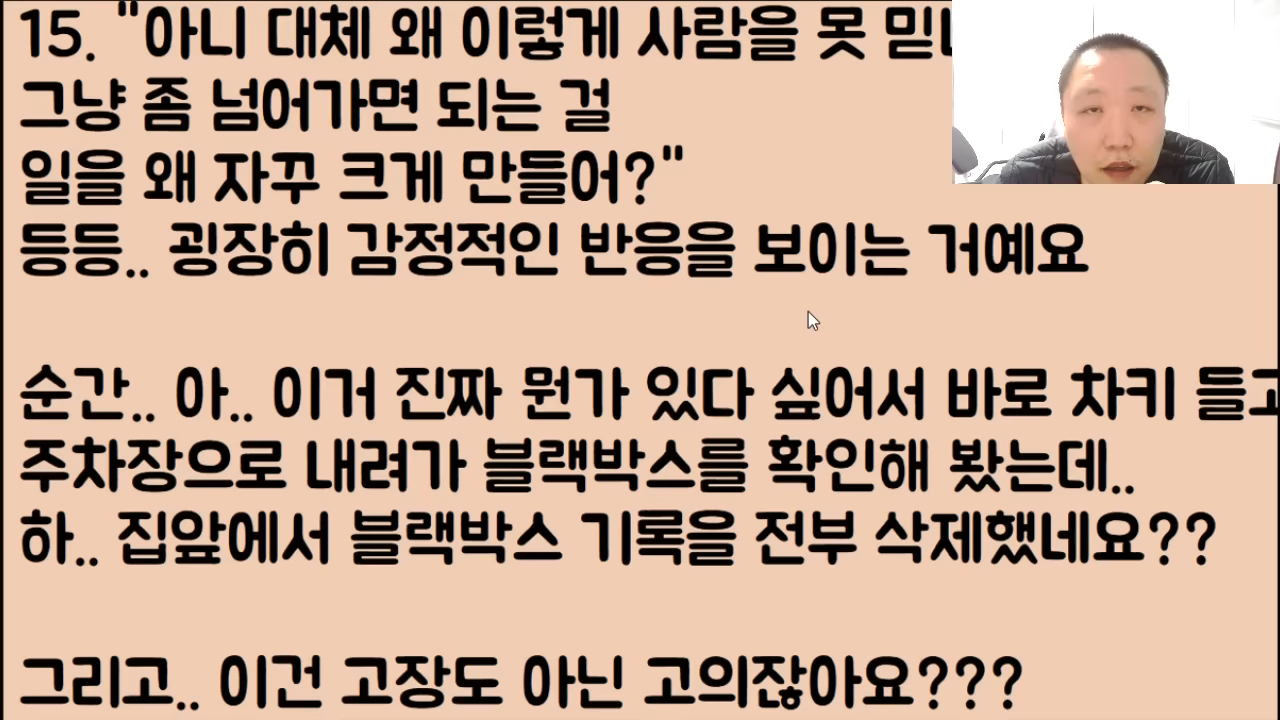 15. "아니 대체 왜 이렇게 사람을 못
그냥 좀 넘어가면 되는 걸
일을 왜 자꾸 크게 만들어?"
등등.. 굉장히 감정적인 반응을 보이는 거예요
순간.. 아.. 이거 진짜 뭔가 있다 싶어서 바로 차키 들고
주차장으로 내려가 블랙박스를 확인해 봤는데..
하.. 집앞에서 블랙박스 기록을 전부 삭제했네요??
그리고.. 이건 고장도 아닌 고의잖아요???